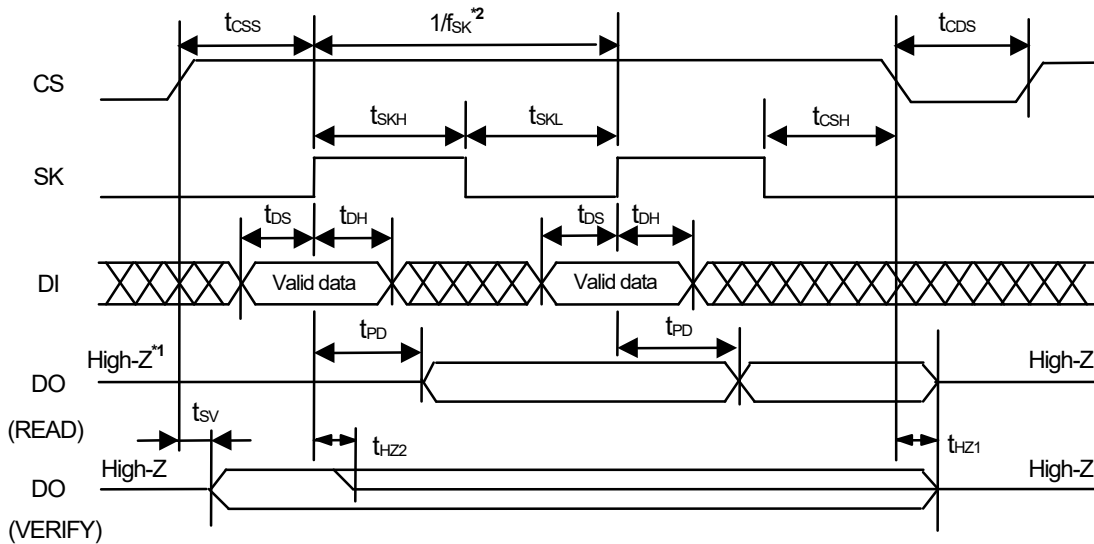 tCSS 1/fSK*2 tCDS
CS
tSKH tSKL tCSH
SK
tDS tDH tDS tDH
DI Valid data Valid data
tPD tPD
High-Z*1 High-Z
DO
(READ)
tSV tHZ2 tHZ1
High-Z High-Z
DO
(VERIFY)